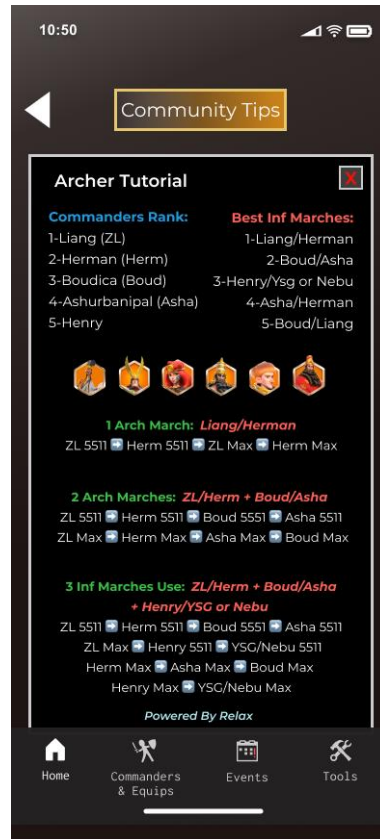 10:50
Community Tips
Archer Tutorial
X
Commanders Rank:
1-Liang (ZL)
2-Herman (Herm)
3-Boudica (Boud)
4-Ashurbanipal (Asha)
5-Henry
Best Inf Marches:
1-Liang/Herman
2-Boud/Asha
3-Henry/Ysg or Nebu
4-Asha/Herman
5-Boud/Liang
1 Arch March: Liang/Herman
ZL 5511 ➡ Herm 5511 ➡ ZL Max ➡ Herm Max
2 Arch Marches: ZL/Herm + Boud/Asha
ZL 5511 ➡ Herm 5511 ➡ Boud 5551 ➡ Asha 5511
ZL Max ➡ Herm Max ➡ Asha Max ➡ Boud Max
3 Inf Marches Use: ZL/Herm + Boud/Asha
+ Henry/YSG or Nebu
ZL 5511 ➡ Herm 5511 ➡ Boud 5551 ➡ Asha 5511
ZL Max ➡ Henry 5511 ➡ YSG/Nebu 5511
Herm Max ➡ Asha Max ➡ Boud Max
Henry Max ➡ YSG/Nebu Max
Powered By Relax
Home
Commanders
& Equips
Events
Tools